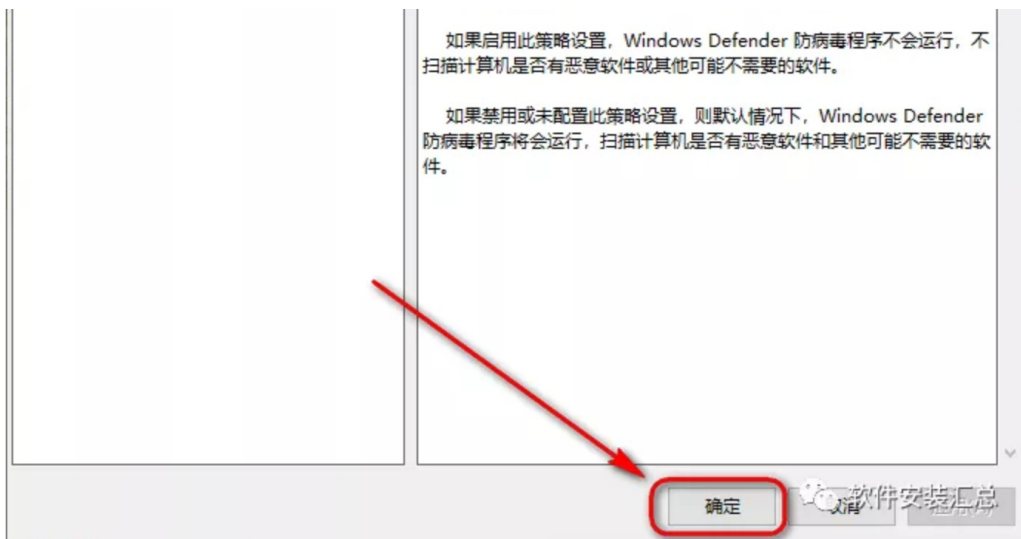 如果启用此策略设置，Windows Defender 防病毒程序不会运行，不
扫描计算机是否有恶意软件或其他可能不需要的软件。
如果禁用或未配置此策略设置，则默认情况下，Windows Defender
防病毒程序将会运行，扫描计算机是否有恶意软件和其他可能不需要的软
件。
确定
取消
软件安装汇总